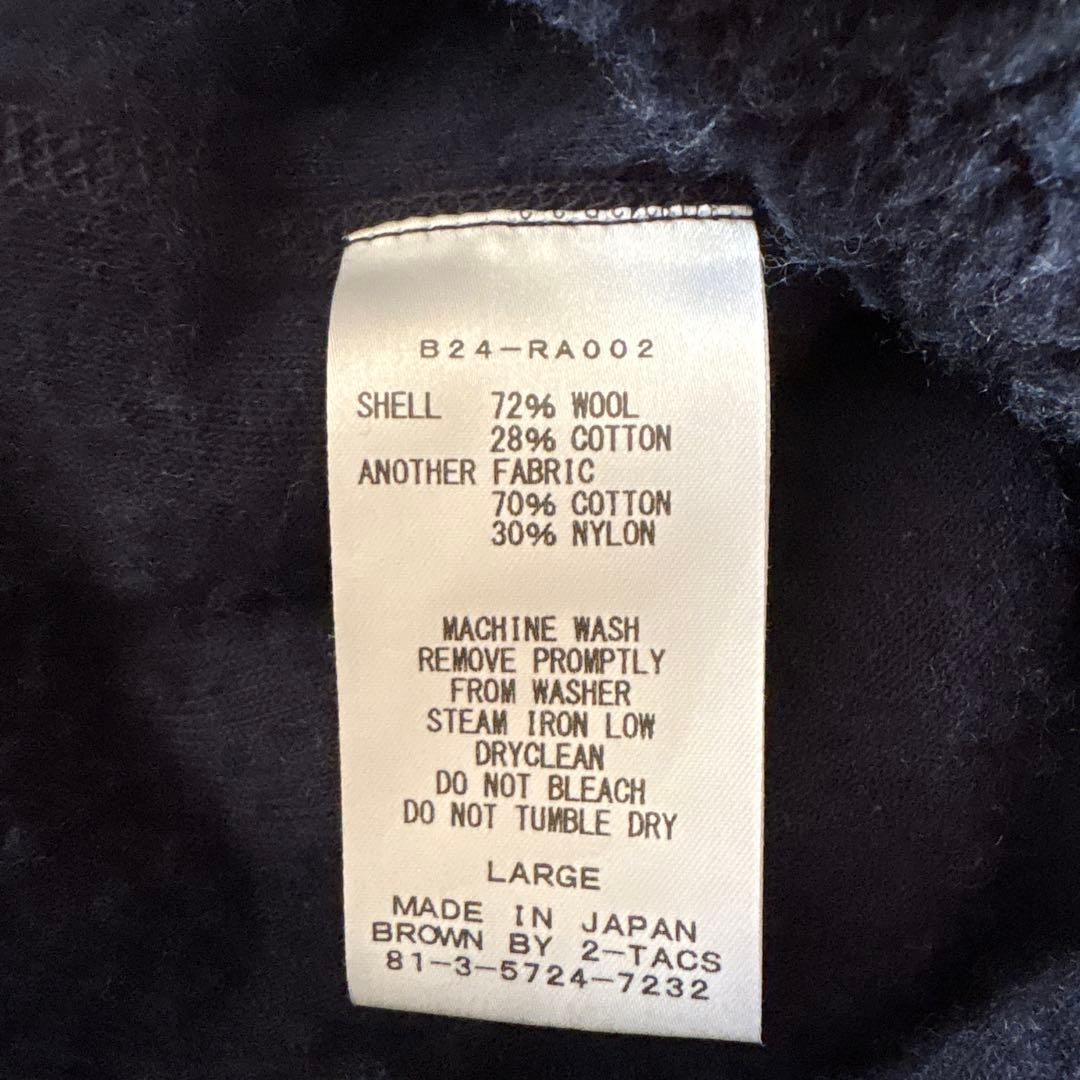 B24-RA002
SHELL 72% WOOL
28% COTTON
ANOTHER FABRIC
70% COTTON
30% NYLON
MACHINE WASH
REMOVE PROMPTLY
FROM WASHER
STEAM IRON LOW
DRYCLEAN
DO NOT BLEACH
DO NOT TUMBLE DRY
LARGE
MADE IN JAPAN
BROWN BY 2-TACS
81-3-5724-7232